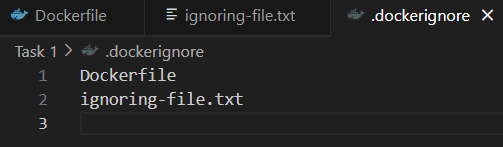 Dockerfile ignoring-file.txt .dockerignore
Task 1 > .dockerignore
1 Dockerfile
2 ignoring-file.txt
3